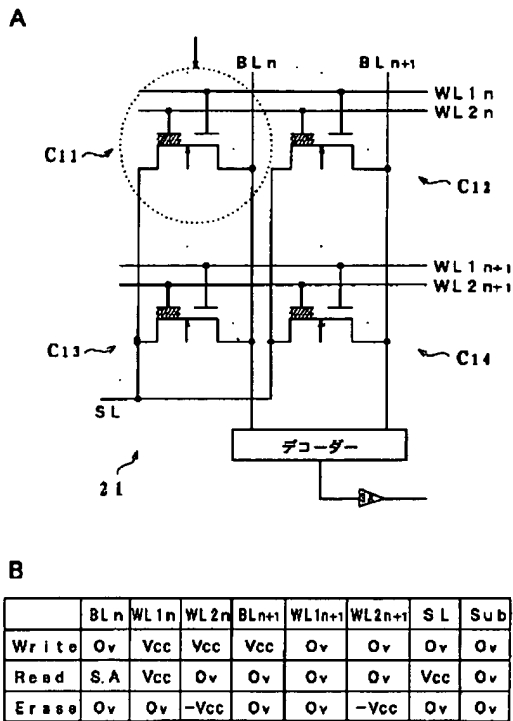 A
BLn BLn+1
WL1n
WL2n
C11
C12
WL1n+1
WL2n+1
C13
C14
SL
デコーダー
21
SA
B
BLn WL1n WL2n BLn+1 WL1n+1 WL2n+1 SL Sub
Write 0v Vcc Vcc Vcc 0v 0v 0v 0v
Read S.A Vcc 0v 0v 0v 0v Vcc 0v
Erase 0v 0v -Vcc 0v 0v -Vcc 0v 0v